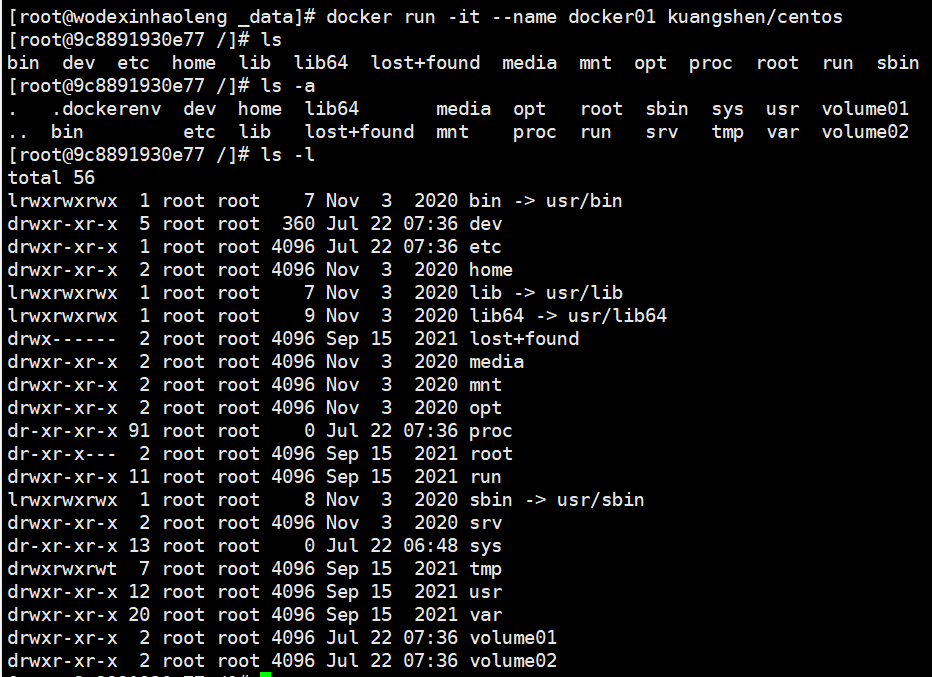 [root@wodexinhaoleng _data]# docker run -it --name docker01 kuangshen/centos
[root@9c8891930e77 /]# ls
bin  dev  etc  home  lib  lib64  lost+found  media  mnt  opt  proc  root  run  sbin
[root@9c8891930e77 /]# ls -a
.   .dockerenv  dev  home  lib64       media  opt   root  sbin  sys  usr  volume01
..  bin         etc  lib   lost+found  mnt    proc  run   srv   tmp  var  volume02
[root@9c8891930e77 /]# ls -l
total 56
lrwxrwxrwx  1 root root    7 Nov  3  2020 bin -> usr/bin
drwxr-xr-x  5 root root  360 Jul 22 07:36 dev
drwxr-xr-x  1 root root 4096 Jul 22 07:36 etc
drwxr-xr-x  2 root root 4096 Nov  3  2020 home
lrwxrwxrwx  1 root root    7 Nov  3  2020 lib -> usr/lib
lrwxrwxrwx  1 root root    9 Nov  3  2020 lib64 -> usr/lib64
drwx------  2 root root 4096 Sep 15  2021 lost+found
drwxr-xr-x  2 root root 4096 Nov  3  2020 media
drwxr-xr-x  2 root root 4096 Nov  3  2020 mnt
drwxr-xr-x  2 root root 4096 Nov  3  2020 opt
dr-xr-xr-x 91 root root    0 Jul 22 07:36 proc
dr-xr-x---  2 root root 4096 Sep 15  2021 root
drwxr-xr-x 11 root root 4096 Sep 15  2021 run
lrwxrwxrwx  1 root root    8 Nov  3  2020 sbin -> usr/sbin
drwxr-xr-x  2 root root 4096 Nov  3  2020 srv
dr-xr-xr-x 13 root root    0 Jul 22 06:48 sys
drwxrwxrwt  7 root root 4096 Sep 15  2021 tmp
drwxr-xr-x 12 root root 4096 Sep 15  2021 usr
drwxr-xr-x 20 root root 4096 Sep 15  2021 var
drwxr-xr-x  2 root root 4096 Jul 22 07:36 volume01
drwxr-xr-x  2 root root 4096 Jul 22 07:36 volume02